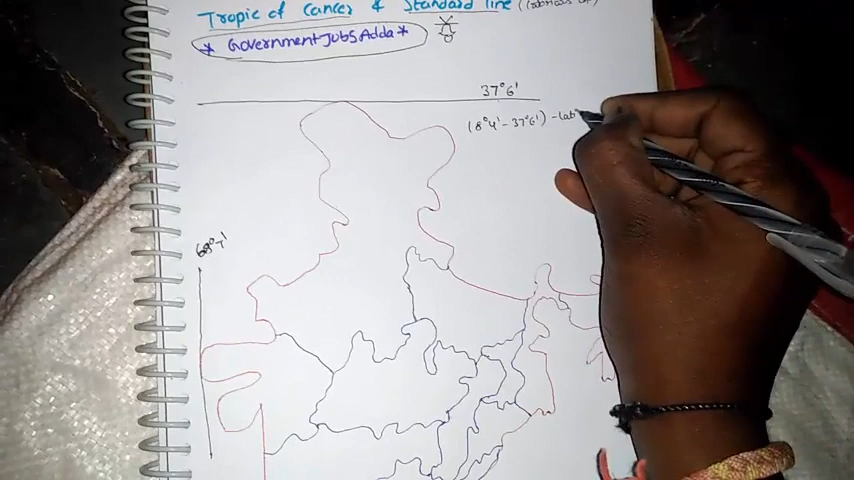 Tropic of Cancer & Standard line
* Government Jobs Adda *
37°6'
(8°4' - 37°6') - lat
68°7'